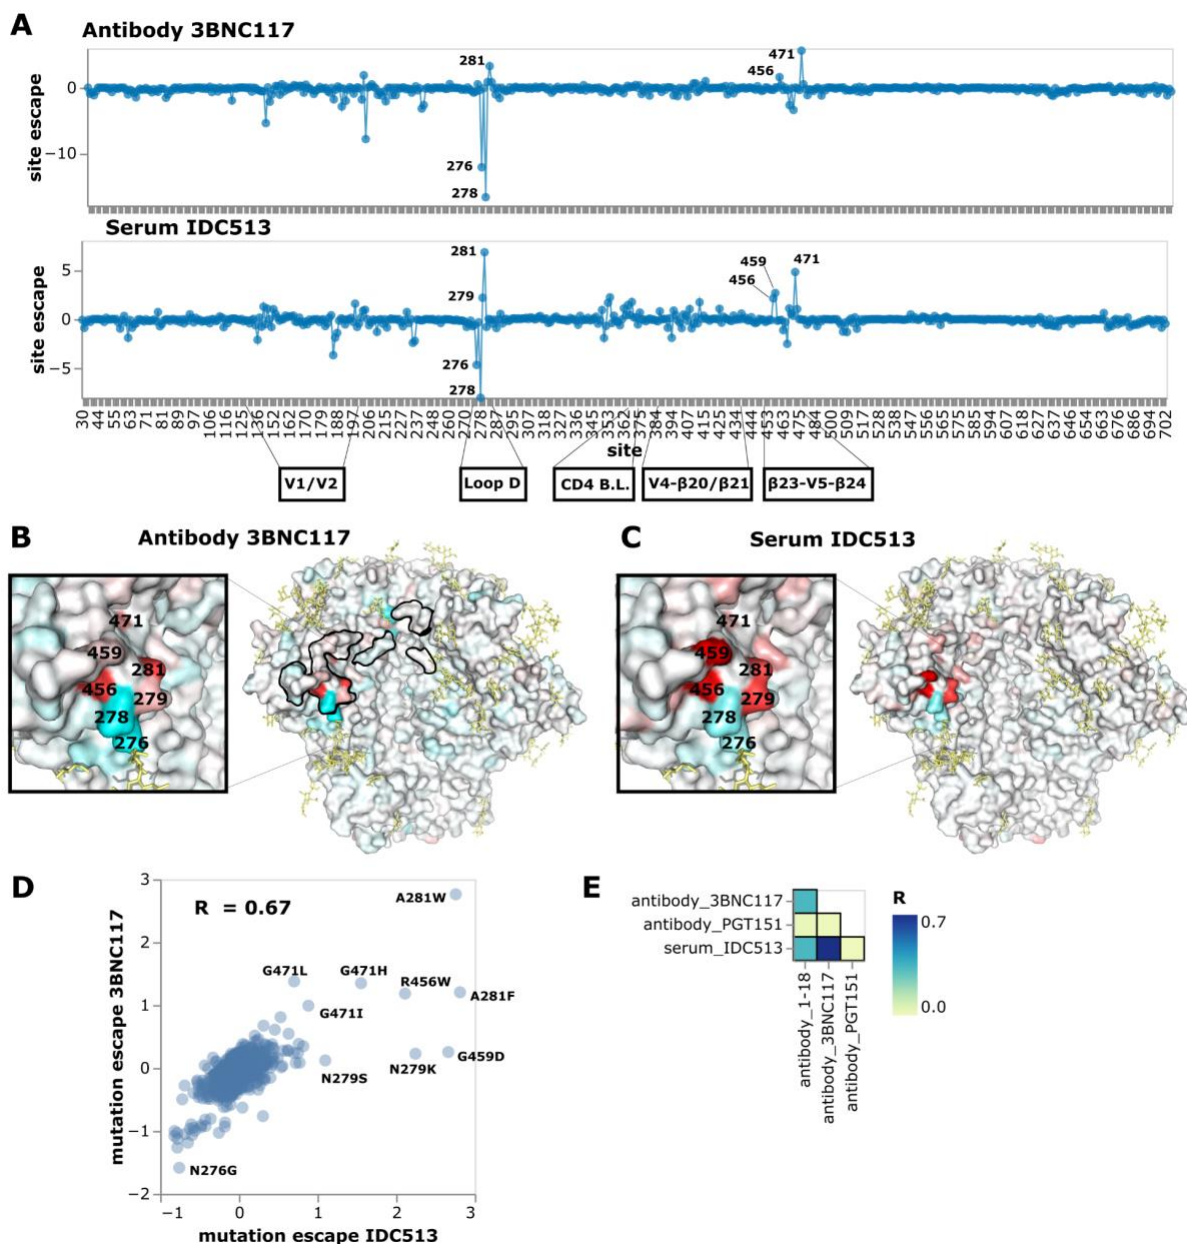 A
Antibody 3BNC117
site escape
0
−10
281
276
278
456
471
Serum IDC513
site escape
5
0
−5
281
279
276
278
459
456
471
30 44 55 63 71 81 89 97 106 116 125 136 152 162 170 179 188 197 206 215 227 237 248 260 270 278 287 295 307 318 327 336 345 353 362 375 384 394 407 415 425 434 444 453 463 475 484 500 509 517 528 538 547 556 565 575 585 594 607 618 627 637 646 654 663 676 686 694 702
site
V1/V2
Loop D
CD4 B.L.
V4-β20/β21
β23-V5-β24
B
Antibody 3BNC117
471
459
281
456
279
278
276
C
Serum IDC513
471
459
281
456
279
278
276
D
R = 0.67
mutation escape 3BNC117
3
2
1
0
−1
−2
A281W
G471L
G471H
R456W
A281F
G471I
N279S
N279K
G459D
N276G
−1 0 1 2 3
mutation escape IDC513
E
antibody_3BNC117
antibody_PGT151
serum_IDC513
antibody_1-18
antibody_3BNC117
antibody_PGT151
R
0.7
0.0